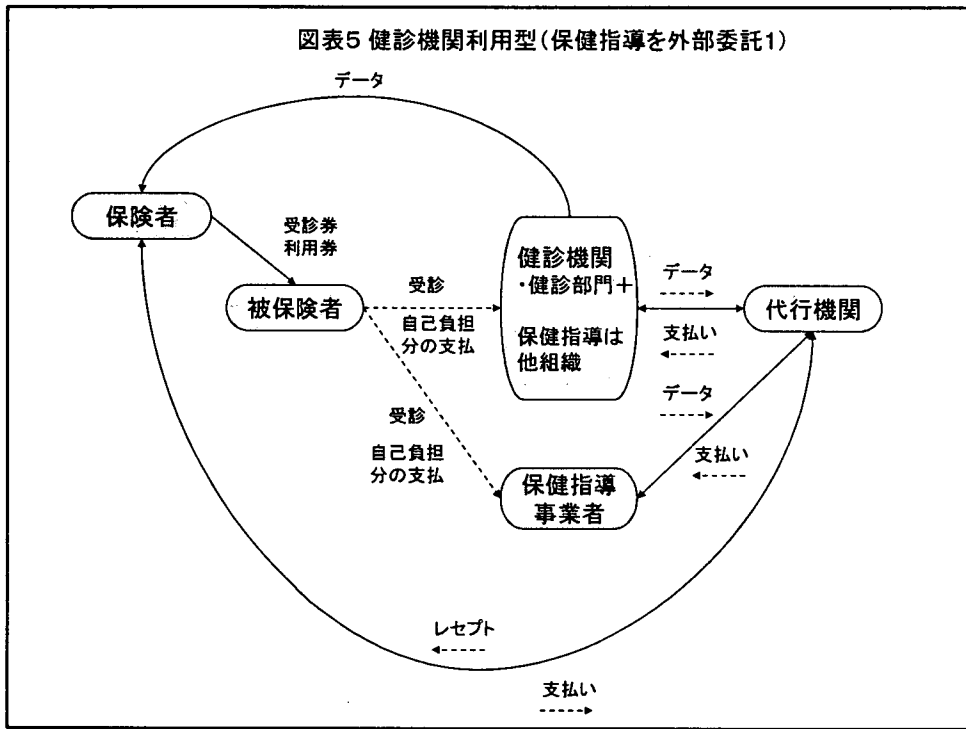 図表5 健診機関利用型(保健指導を外部委託1)
データ
保険者
受診券
利用券
被保険者
受診
自己負担
分の支払
健診機関
・健診部門+
保健指導は
他組織
データ
支払い
代行機関
データ
支払い
受診
自己負担
分の支払
保健指導
事業者
レセプト
支払い